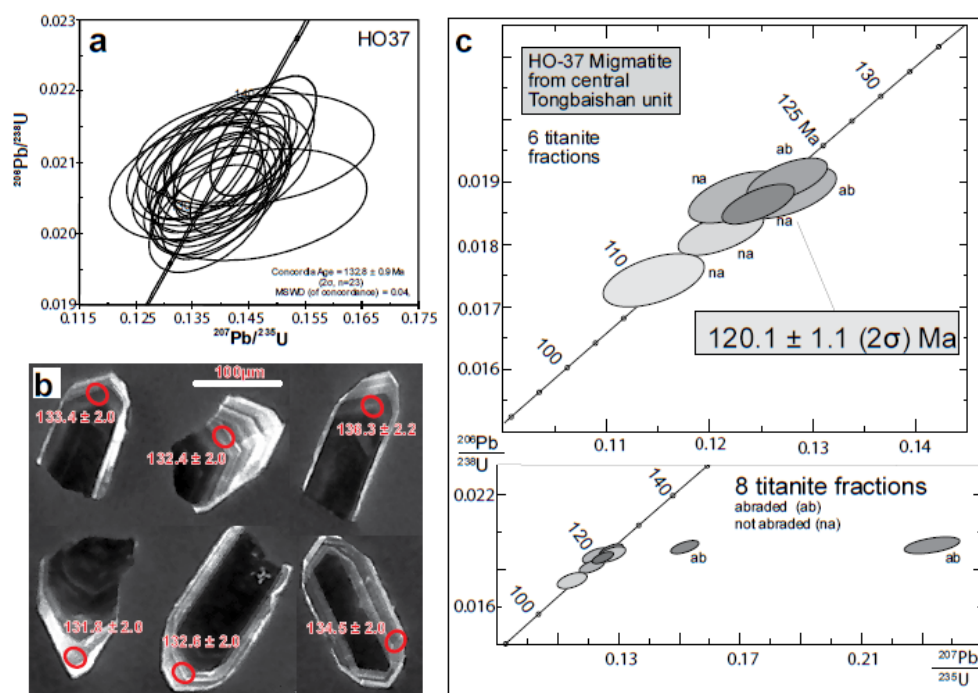 a
HO37
0.023
0.022
0.021
0.020
0.019
²⁰⁶Pb/²³⁸U
Concordia Age = 132.8 ± 0.9 Ma
(2σ, n=23)
MSWD (of concordance) = 0.04,
0.115 0.125 0.135 0.145 0.155 0.165 0.175
²⁰⁷Pb/²³⁵U
b
100μm
133.4 ± 2.0
132.4 ± 2.0
136.3 ± 2.2
131.8 ± 2.0
132.6 ± 2.0
134.5 ± 2.0
c
HO-37 Migmatite
from central
Tongbaishan unit
6 titanite
fractions
130
125 Ma
110
100
ab
na
ab
na
na
na
0.019
0.018
0.017
0.016
120.1 ± 1.1 (2σ) Ma
0.11 0.12 0.13 0.14
²⁰⁶Pb
²³⁸U
8 titanite fractions
abraded (ab)
not abraded (na)
140
120
100
ab
ab
0.022
0.016
0.13 0.17 0.21
²⁰⁷Pb
²³⁵U